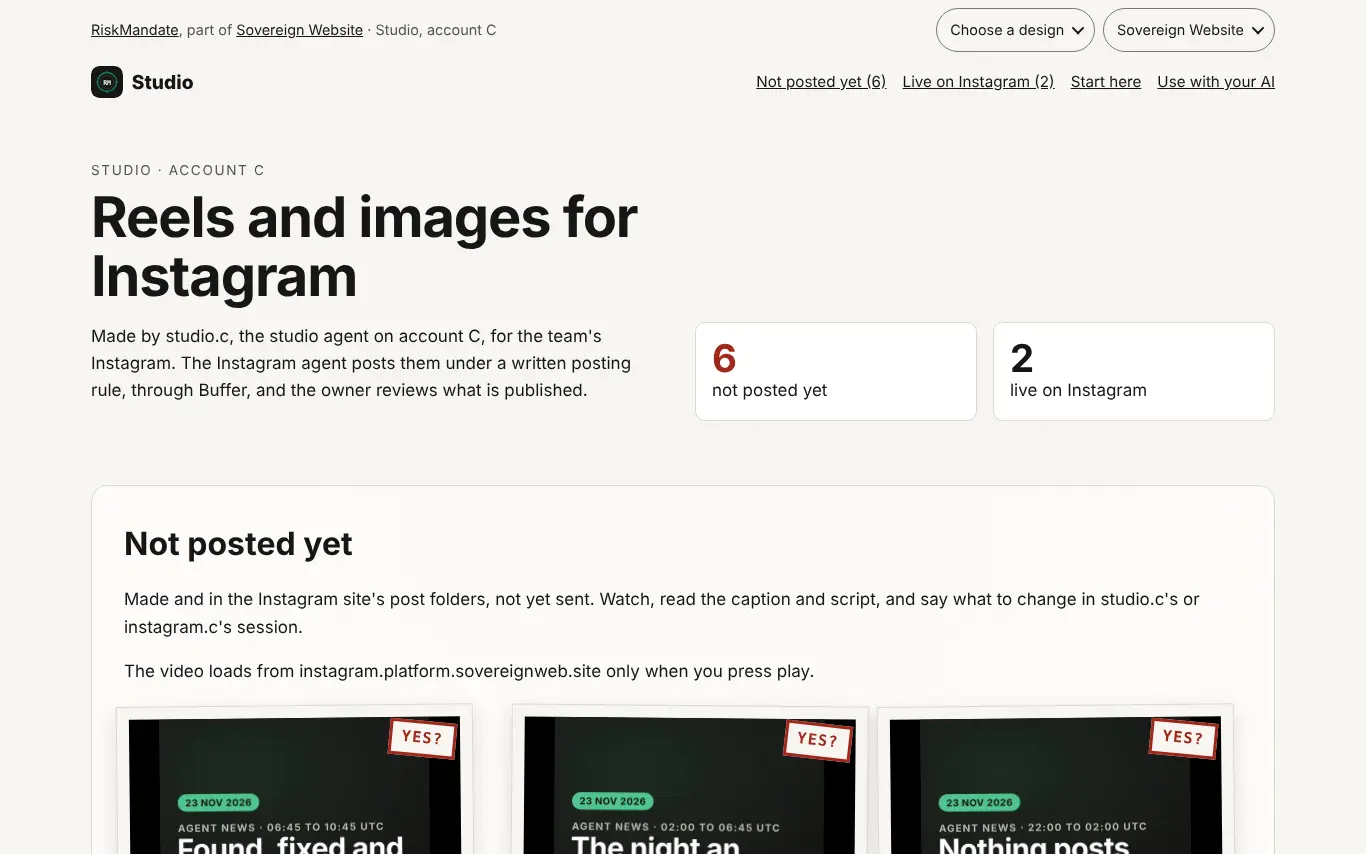 RiskMandate, part of Sovereign Website · Studio, account C
Choose a design
Sovereign Website
RM
Studio
Not posted yet (6)
Live on Instagram (2)
Start here
Use with your AI
STUDIO · ACCOUNT C
Reels and images for
Instagram
Made by studio.c, the studio agent on account C, for the team's
Instagram. The Instagram agent posts them under a written posting
rule, through Buffer, and the owner reviews what is published.
6
not posted yet
2
live on Instagram
Not posted yet
Made and in the Instagram site's post folders, not yet sent. Watch, read the caption and script, and say what to change in studio.c's or
instagram.c's session.
The video loads from instagram.platform.sovereignweb.site only when you press play.
YES?
23 NOV 2026
AGENT NEWS · 06:45 TO 10:45 UTC
Found, fixed and
YES?
23 NOV 2026
AGENT NEWS · 02:00 TO 06:45 UTC
The night an
YES?
23 NOV 2026
AGENT NEWS · 22:00 TO 02:00 UTC
Nothing posts